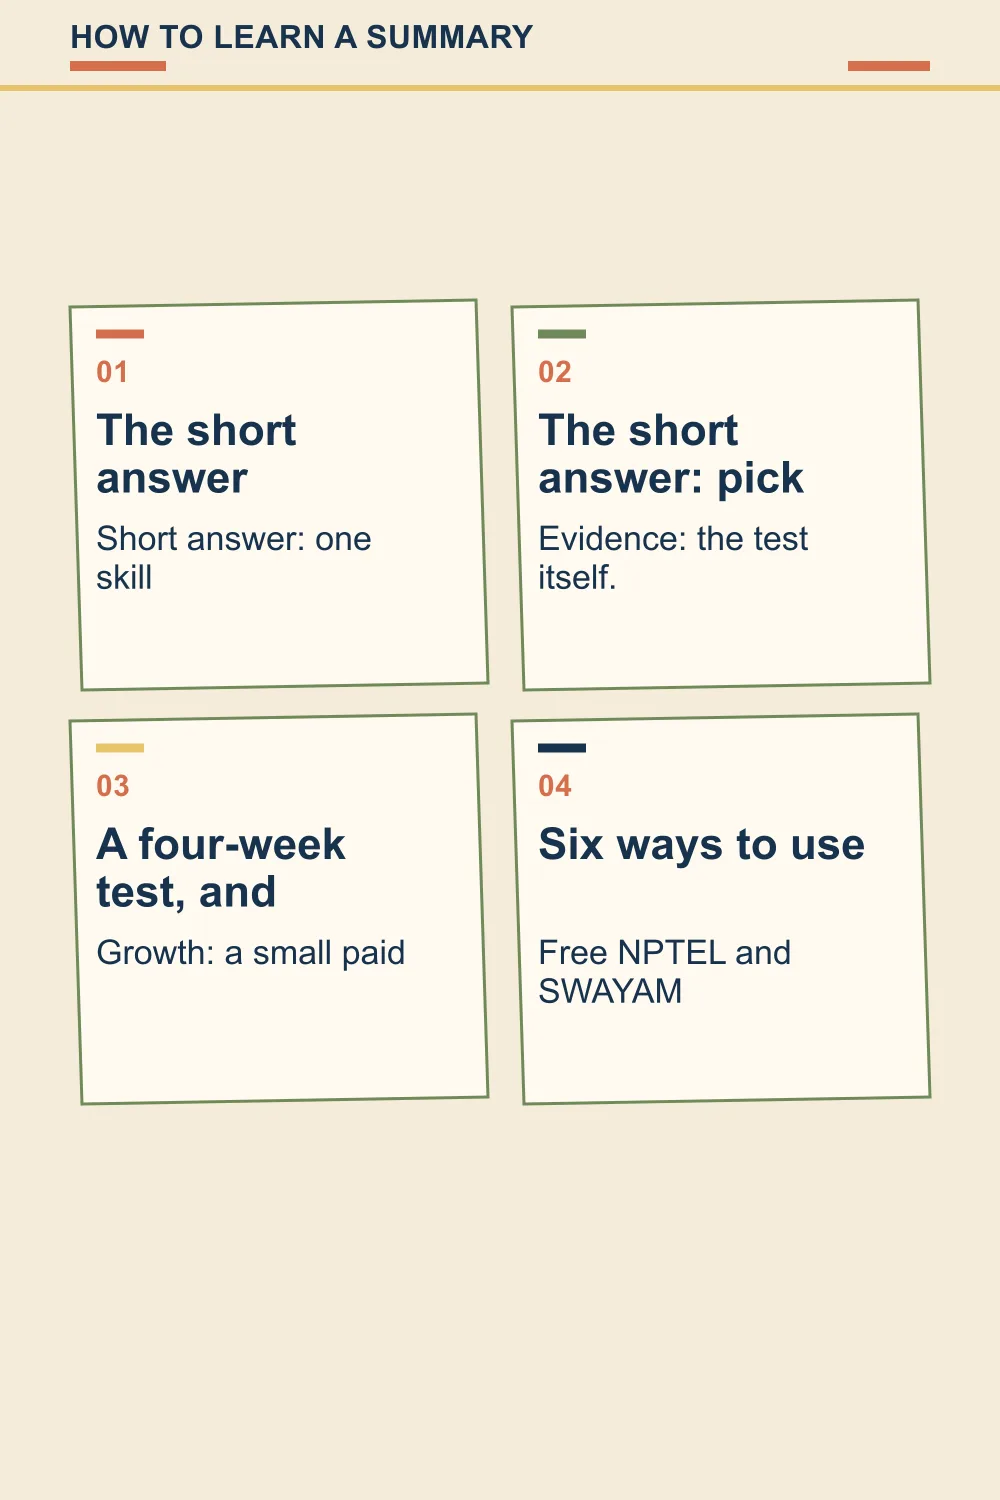 HOW TO LEARN A SUMMARY
01
The short
answer
Short answer: one
skill
02
The short
answer: pick
Evidence: the test
itself.
03
A four-week
test, and
Growth: a small paid
04
Six ways to use
Free NPTEL and
SWAYAM